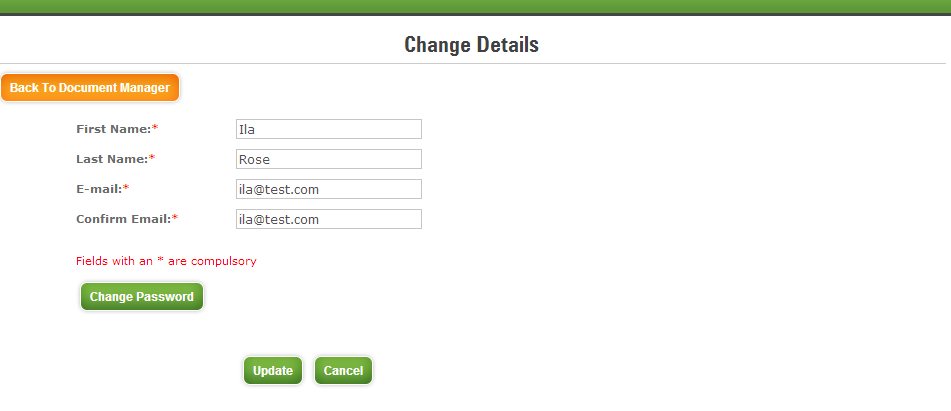 Change Details
Back To Document Manager
First Name:* Ila
Last Name:* Rose
E-mail:* ila@test.com
Confirm Email:* ila@test.com
Fields with an * are compulsory
Change Password
Update Cancel